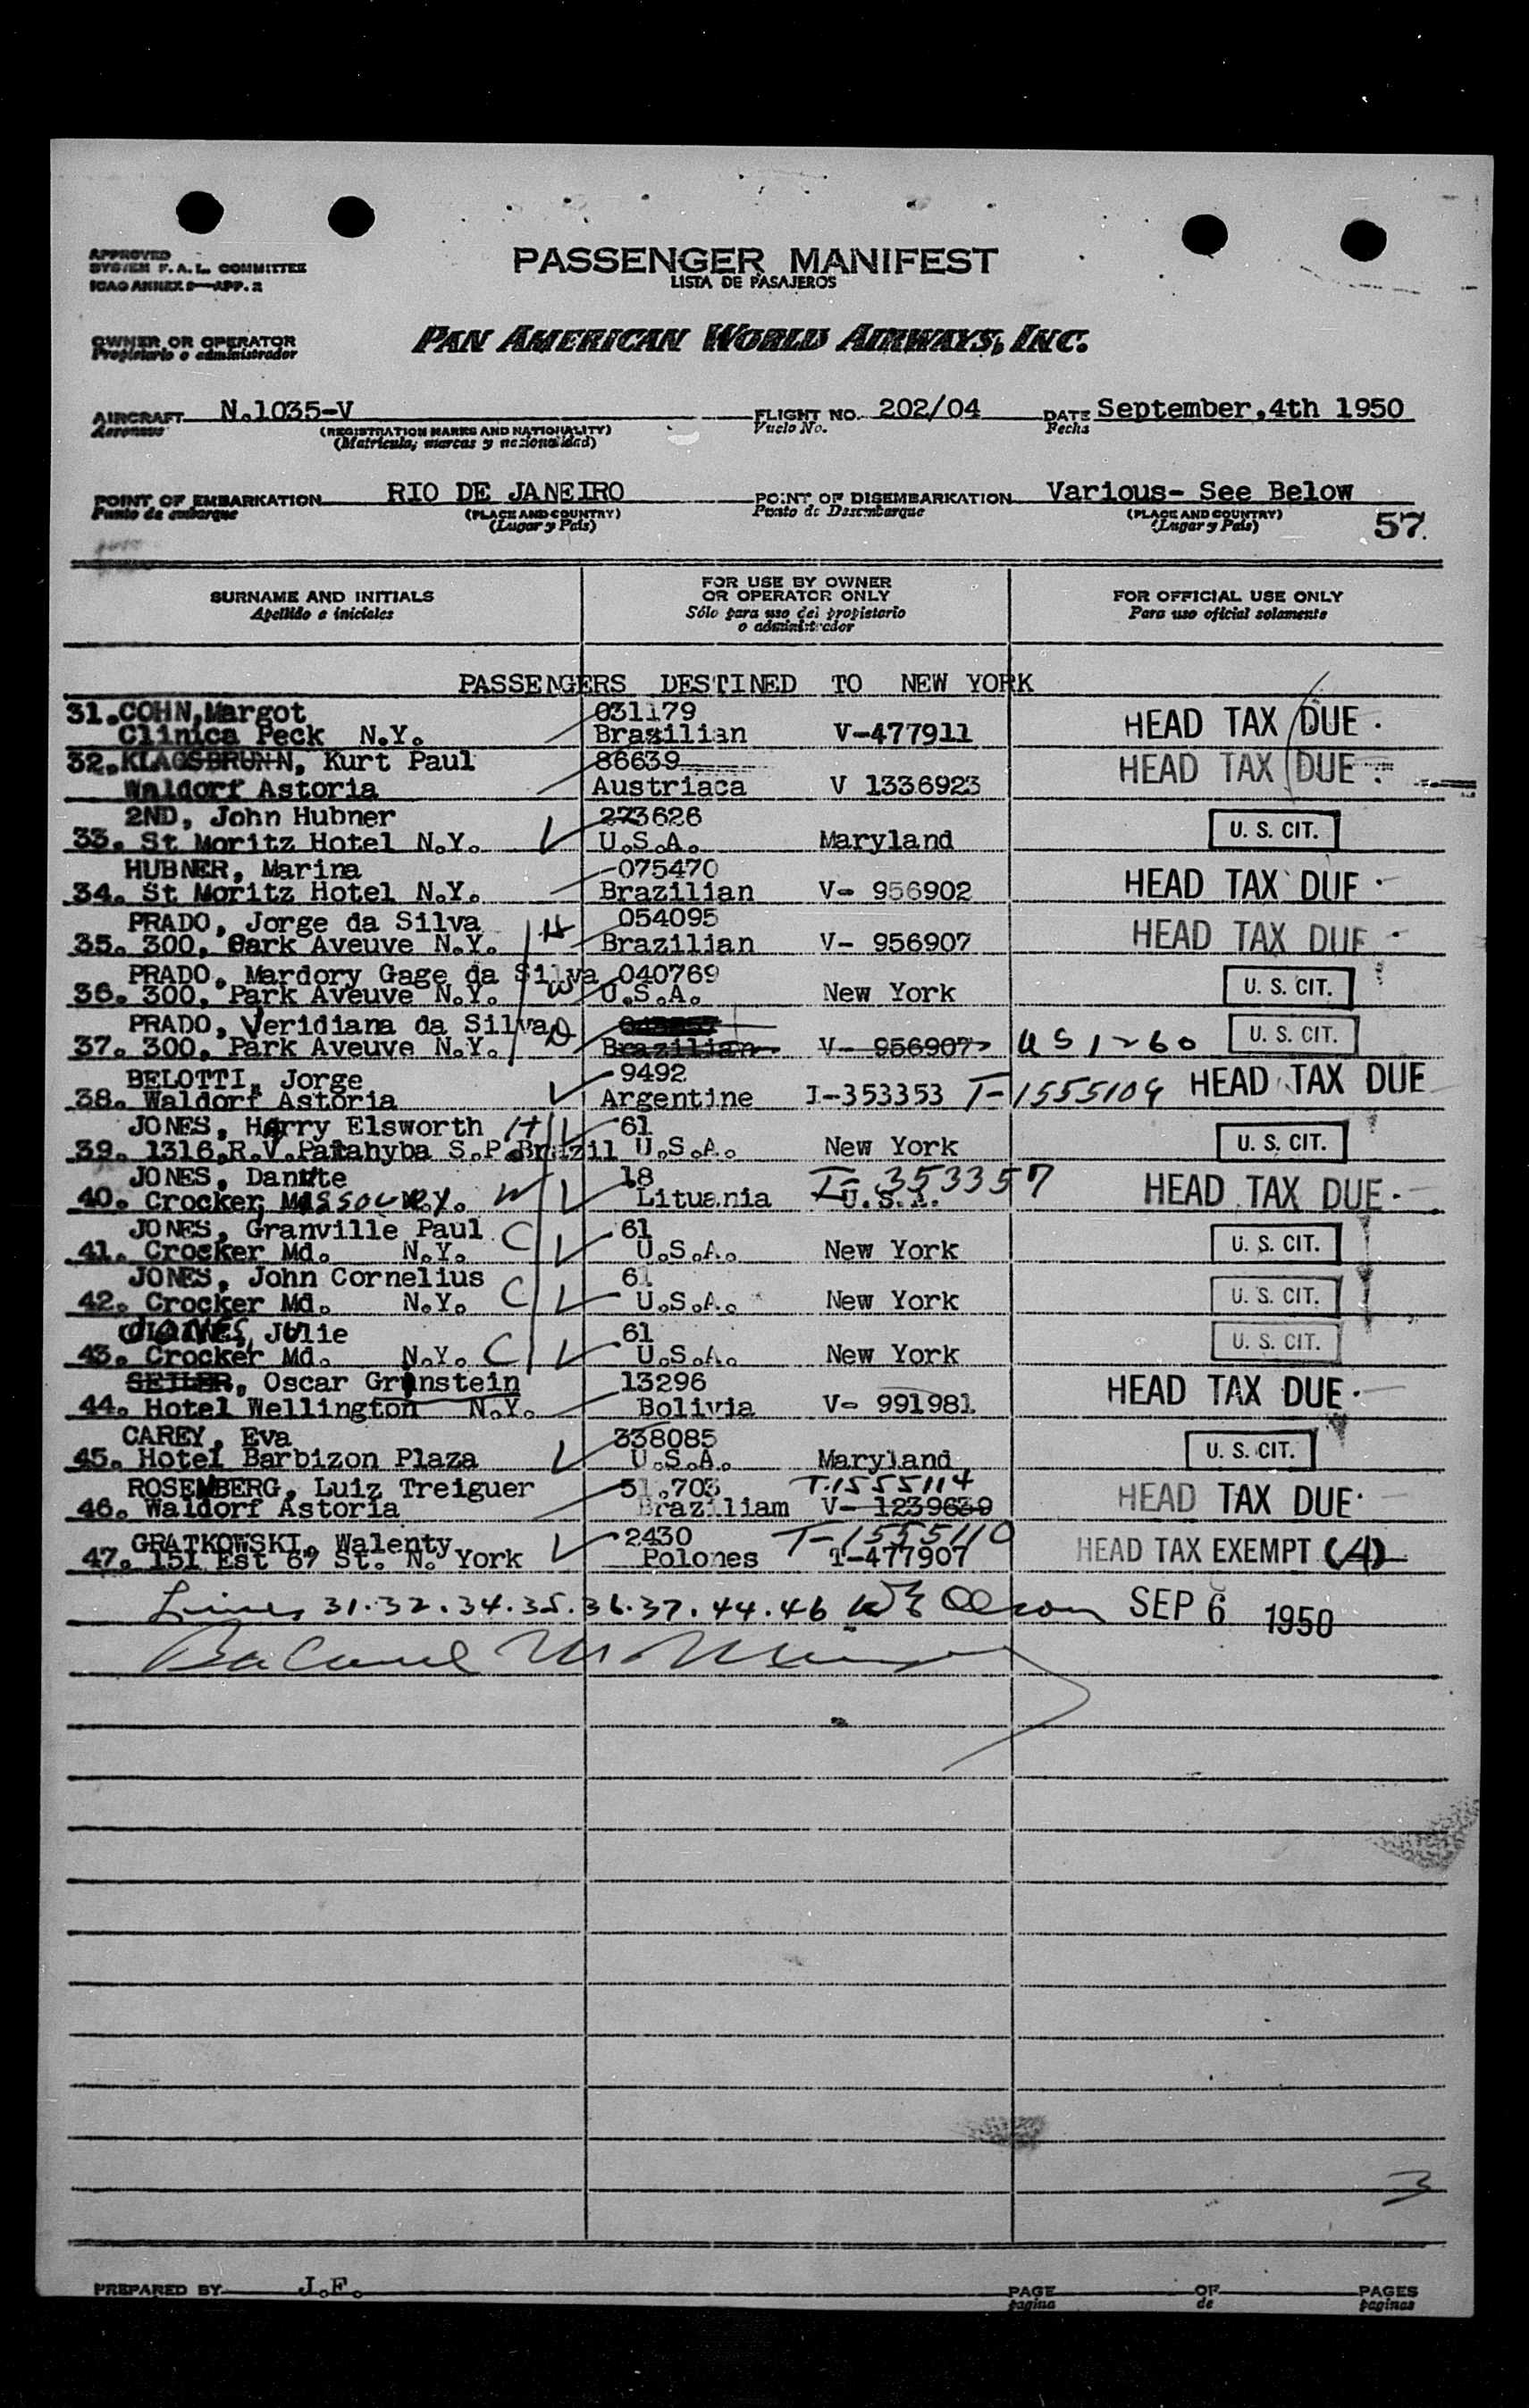 APPROVED
SYSTEM F.A.L. COMMITTEE
ICAO ANNEX 9—APP. 2
PASSENGER MANIFEST
LISTA DE PASAJEROS
OWNER OR OPERATOR
Propietario o administrador
PAN AMERICAN WORLD AIRWAYS, INC.
AIRCRAFT N.1035-V FLIGHT NO. 202/04 DATE September,4th 1950
Aeronave (REGISTRATION MARKS AND NATIONALITY) Vuelo No. Fecha
(Matricula, marcas y nacionalidad)
POINT OF EMBARKATION RIO DE JANEIRO POINT OF DISEMBARKATION Various- See Below
Punto de embarque (PLACE AND COUNTRY) Punto de Desembarque (PLACE AND COUNTRY)
(Lugar y País) (Lugar y País) 57
SURNAME AND INITIALS FOR USE BY OWNER OR OPERATOR ONLY FOR OFFICIAL USE ONLY
Apellido e iniciales Sólo para uso del propietario o administrador Para uso oficial solamente
PASSENGERS DESTINED TO NEW YORK
31.COHN,Margot 031179
Clinica Peck N.Y. Brasilian V-477911 HEAD TAX DUE.
32.KLAGSBRUNN, Kurt Paul 86639 HEAD TAX DUE.
Waldorf Astoria Austriaca V 1336923
2ND, John Hubner 273626
33. St Moritz Hotel N.Y. U.S.A. Maryland U. S. CIT.
HUBNER, Marina 075470
34. St Moritz Hotel N.Y. Brazilian V- 956902 HEAD TAX DUE
PRADO, Jorge da Silva H 054095
35. 300, Park Aveuve N.Y. Brazilian V- 956907 HEAD TAX DUE
PRADO, Mardory Gage da Silva W 040769
36. 300, Park Aveuve N.Y. U.S.A. New York U. S. CIT.
PRADO, Veridiana da Silva D
37. 300, Park Aveuve N.Y. Brazilian V- 956907 US 1-60 U. S. CIT.
BELOTTI, Jorge 9492
38. Waldorf Astoria Argentine I-353353 T-1555109 HEAD TAX DUE
JONES, Harry Elsworth H 61
39. 1316,R.V.Parahyba S.P.Brazil U.S.A. New York U. S. CIT.
JONES, Danute 18 I-353357
40. Crocker, Missoury. W Lituania U.S.A. HEAD TAX DUE.
JONES, Granville Paul C 61
41. Crocker Md. N.Y. U.S.A. New York U. S. CIT.
JONES, John Cornelius 61
42. Crocker Md. N.Y. C U.S.A. New York U. S. CIT.
JONES, Julie 61
43. Crocker Md. N.Y. C U.S.A. New York U. S. CIT.
SEILER, Oscar Grunstein 13296
44. Hotel Wellington N.Y. Bolivia V- 991981 HEAD TAX DUE.
CAREY, Eva 338085
45. Hotel Barbizon Plaza U.S.A. Maryland U. S. CIT.
ROSEMBERG, Luiz Treiguer 51.703 T.1555114
46. Waldorf Astoria Braziliam V- 1239639 HEAD TAX DUE.
GRATKOWSKI, Walenty 2430 T-1555110
47. 151 Est 67 St. N. York Polones T-477907 HEAD TAX EXEMPT (4)
Lines 31.32.34.35.36.37.44.46 SEP 6 1950
3
PREPARED BY J.F. PAGE OF PAGES
pagina de paginas